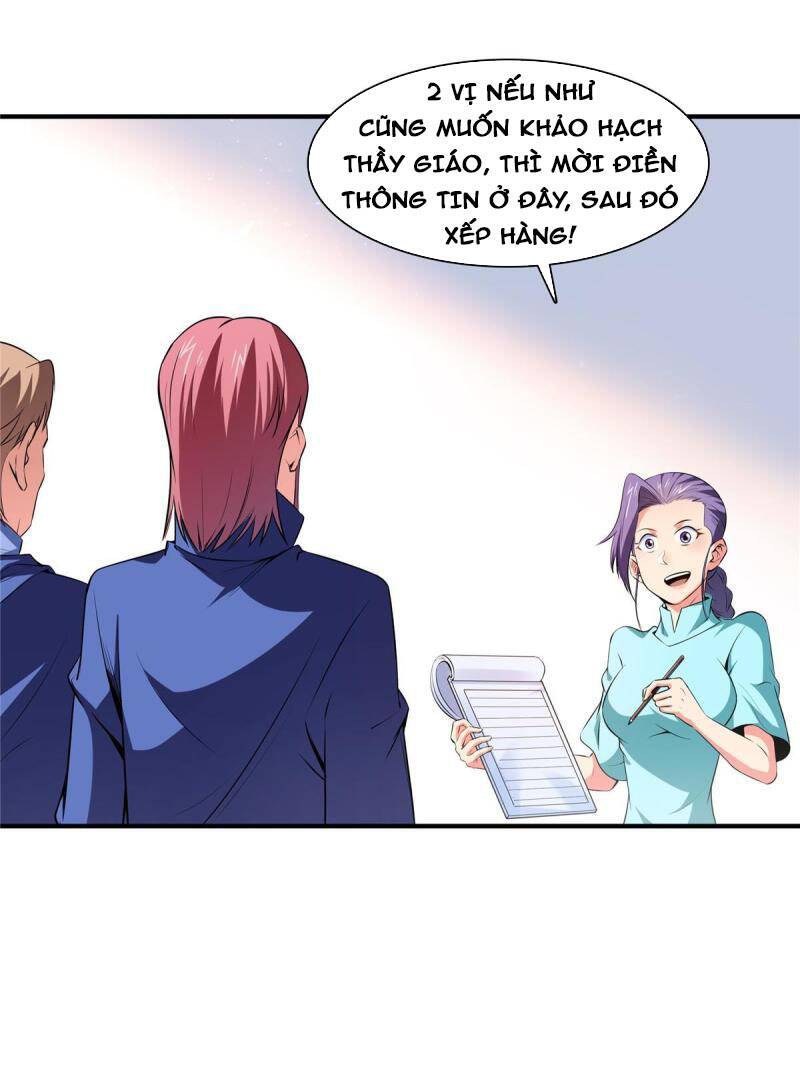 2 VỊ NẾU NHƯ
CŨNG MUỐN KHẢO HẠCH
THẦY GIÁO, THÌ MỜI ĐIỀN
THÔNG TIN Ở ĐÂY, SAU ĐÓ
XẾP HÀNG!